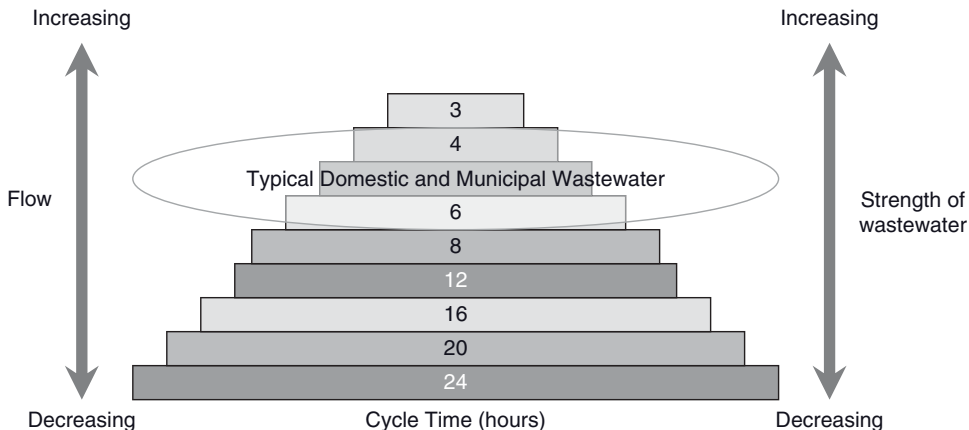 Increasing
Increasing
3
4
Typical Domestic and Municipal Wastewater
6
Flow
Strength of
wastewater
8
12
16
20
24
Decreasing
Cycle Time (hours)
Decreasing